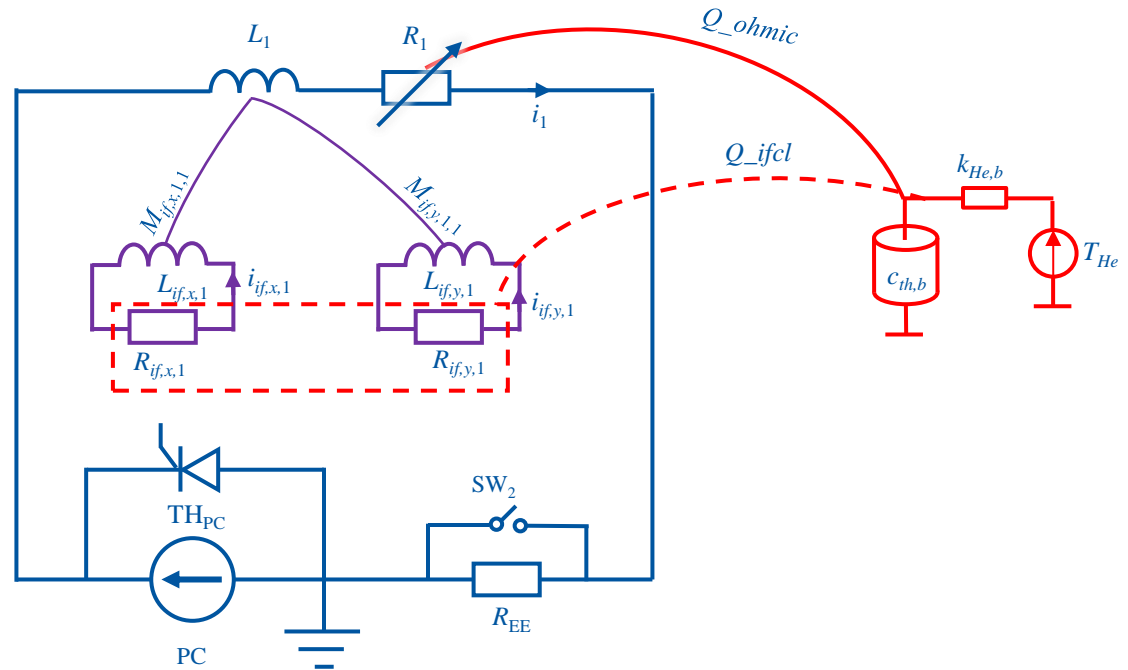 Q_ohmic
L1
R1
i1
Q_ifcl
kHe,b
Mif,x,1,1
Mif,y,1,1
THe
cth,b
Lif,x,1
iif,x,1
Lif,y,1
iif,y,1
Rif,x,1
Rif,y,1
SW2
THPC
REE
PC